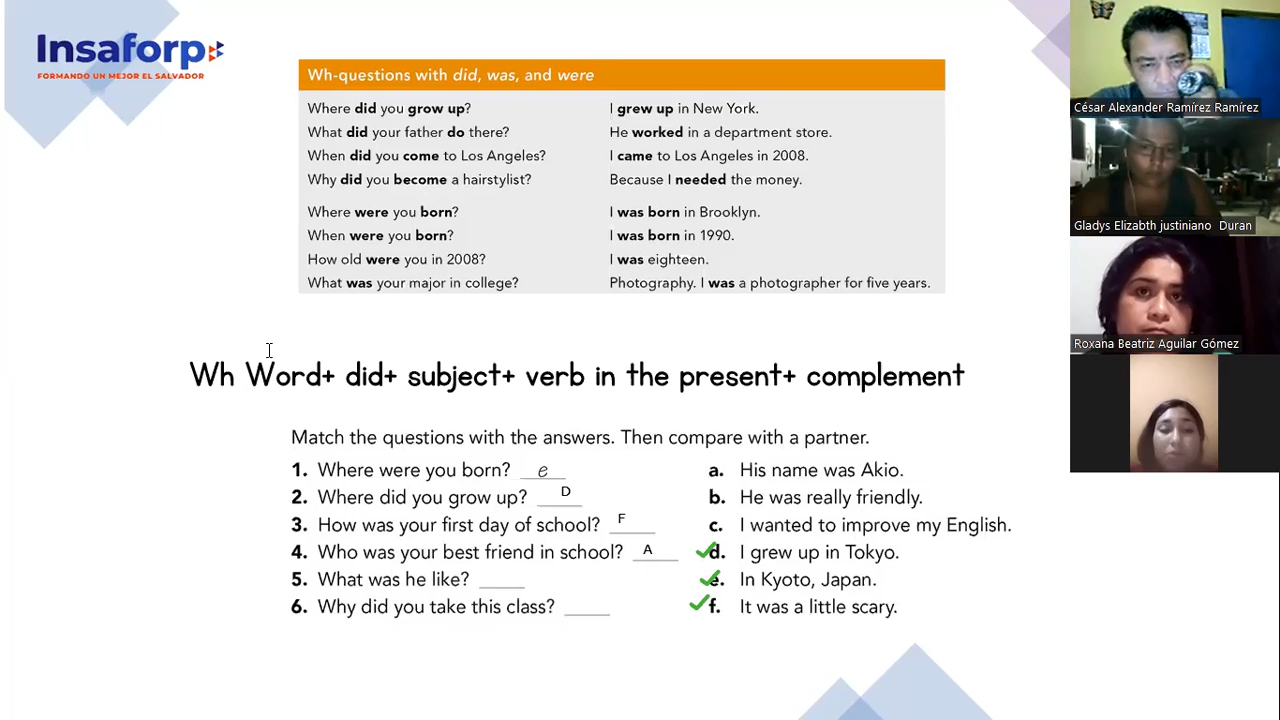 Insaforp
FORMANDO UN MEJOR EL SALVADOR
Wh-questions with did, was, and were
Where did you grow up? I grew up in New York.
What did your father do there? He worked in a department store.
When did you come to Los Angeles? I came to Los Angeles in 2008.
Why did you become a hairstylist? Because I needed the money.
Where were you born? I was born in Brooklyn.
When were you born? I was born in 1990.
How old were you in 2008? I was eighteen.
What was your major in college? Photography. I was a photographer for five years.
Wh Word+ did+ subject+ verb in the present+ complement
Match the questions with the answers. Then compare with a partner.
1. Where were you born? e a. His name was Akio.
2. Where did you grow up? D b. He was really friendly.
3. How was your first day of school? F c. I wanted to improve my English.
4. Who was your best friend in school? A d. I grew up in Tokyo.
5. What was he like? ____ e. In Kyoto, Japan.
6. Why did you take this class? ____ f. It was a little scary.
César Alexander Ramírez Ramírez
Gladys Elizabth justiniano Duran
Roxana Beatriz Aguilar Gómez